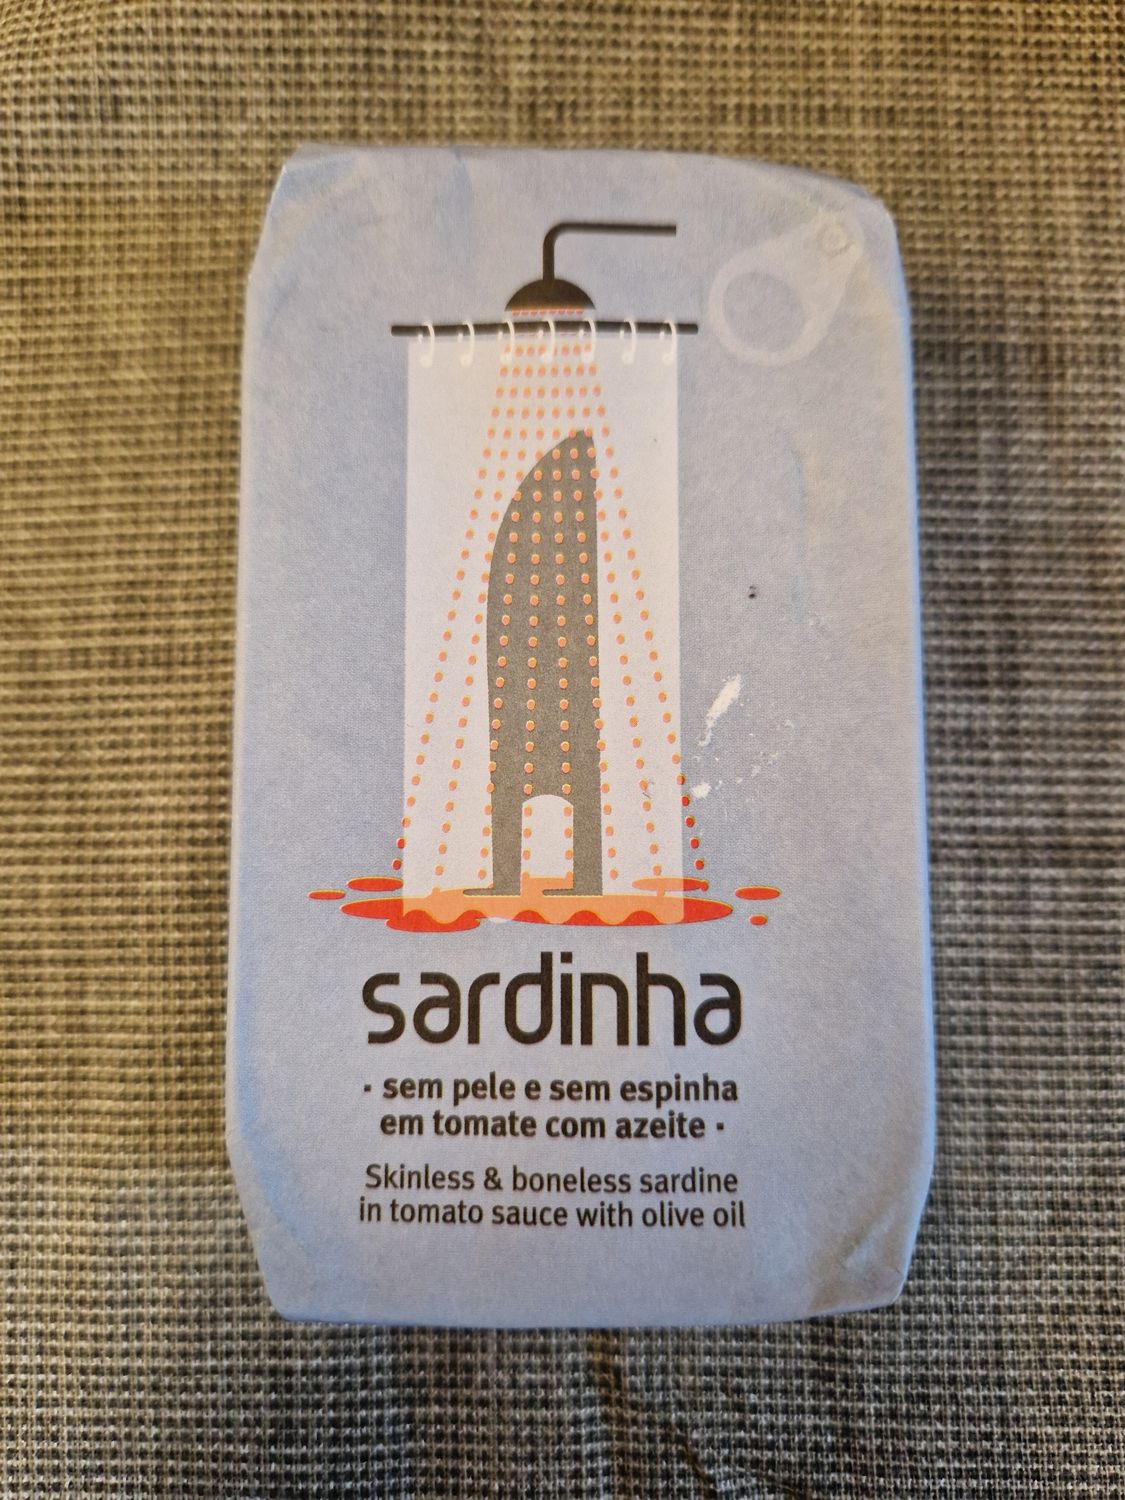 sardinha
· sem pele e sem espinha
em tomate com azeite ·
Skinless & boneless sardine
in tomato sauce with olive oil